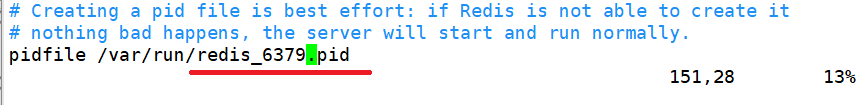 # Creating a pid file is best effort: if Redis is not able to create it
# nothing bad happens, the server will start and run normally.
pidfile /var/run/redis_6379.pid
151,28 13%